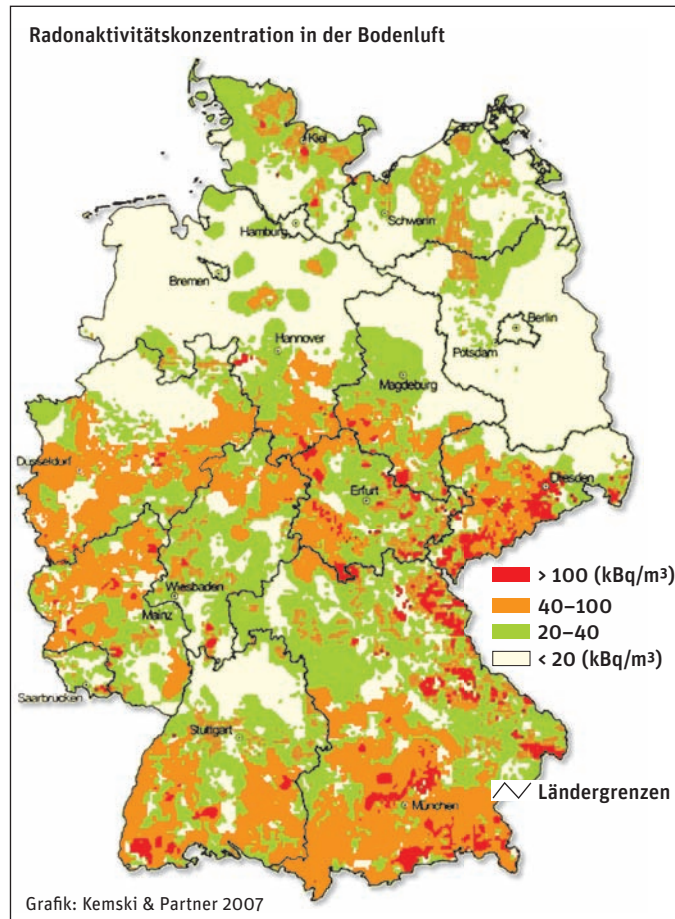 Radonaktivitätskonzentration in der Bodenluft
Kiel
Schwerin
Hamburg
Bremen
Berlin
Potsdam
Hannover
Magdeburg
Düsseldorf
Erfurt
Dresden
Wiesbaden
Mainz
Saarbrücken
Stuttgart
München
> 100 (kBq/m³)
40–100
20–40
< 20 (kBq/m³)
Ländergrenzen
Grafik: Kemski & Partner 2007